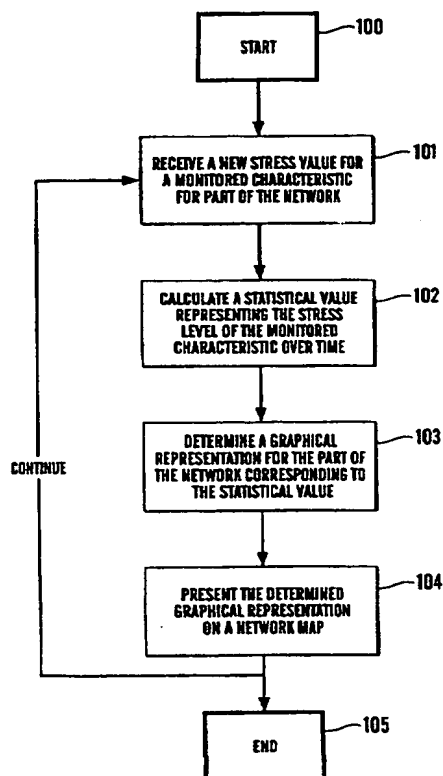 START
100
RECEIVE A NEW STRESS VALUE FOR
A MONITORED CHARACTERISTIC
FOR PART OF THE NETWORK
101
CALCULATE A STATISTICAL VALUE
REPRESENTING THE STRESS
LEVEL OF THE MONITORED
CHARACTERISTIC OVER TIME
102
DETERMINE A GRAPHICAL
REPRESENTATION FOR THE PART OF
THE NETWORK CORRESPONDING TO
THE STATISTICAL VALUE
103
CONTINUE
PRESENT THE DETERMINED
GRAPHICAL REPRESENTATION
ON A NETWORK MAP
104
END
105